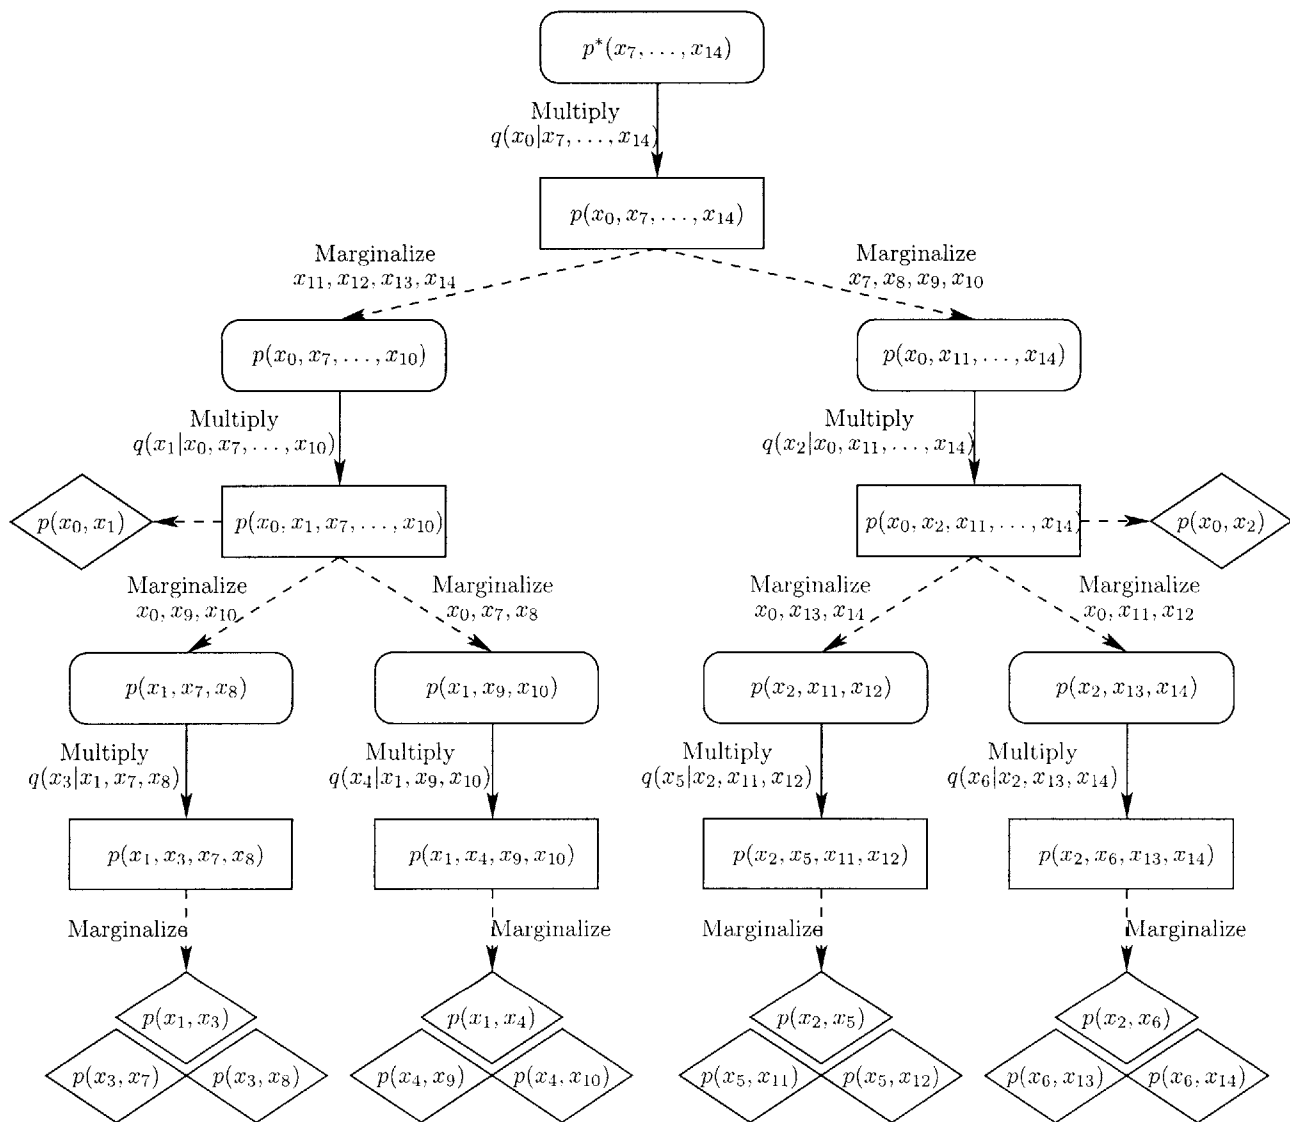 p*(x₇, . . . , x₁₄)
Multiply
q(x₀|x₇, . . . , x₁₄)
p(x₀, x₇, . . . , x₁₄)
Marginalize Marginalize
x₁₁, x₁₂, x₁₃, x₁₄ x₇, x₈, x₉, x₁₀
p(x₀, x₇, . . . , x₁₀) p(x₀, x₁₁, . . . , x₁₄)
Multiply Multiply
q(x₁|x₀, x₇, . . . , x₁₀) q(x₂|x₀, x₁₁, . . . , x₁₄)
p(x₀, x₁) p(x₀, x₁, x₇, . . . , x₁₀) p(x₀, x₂, x₁₁, . . . , x₁₄) p(x₀, x₂)
Marginalize Marginalize Marginalize Marginalize
x₀, x₉, x₁₀ x₀, x₇, x₈ x₀, x₁₃, x₁₄ x₀, x₁₁, x₁₂
p(x₁, x₇, x₈) p(x₁, x₉, x₁₀) p(x₂, x₁₁, x₁₂) p(x₂, x₁₃, x₁₄)
Multiply Multiply Multiply Multiply
q(x₃|x₁, x₇, x₈) q(x₄|x₁, x₉, x₁₀) q(x₅|x₂, x₁₁, x₁₂) q(x₆|x₂, x₁₃, x₁₄)
p(x₁, x₃, x₇, x₈) p(x₁, x₄, x₉, x₁₀) p(x₂, x₅, x₁₁, x₁₂) p(x₂, x₆, x₁₃, x₁₄)
Marginalize Marginalize Marginalize Marginalize
p(x₁, x₃) p(x₁, x₄) p(x₂, x₅) p(x₂, x₆)
p(x₃, x₇) p(x₃, x₈) p(x₄, x₉) p(x₄, x₁₀) p(x₅, x₁₁) p(x₅, x₁₂) p(x₆, x₁₃) p(x₆, x₁₄)